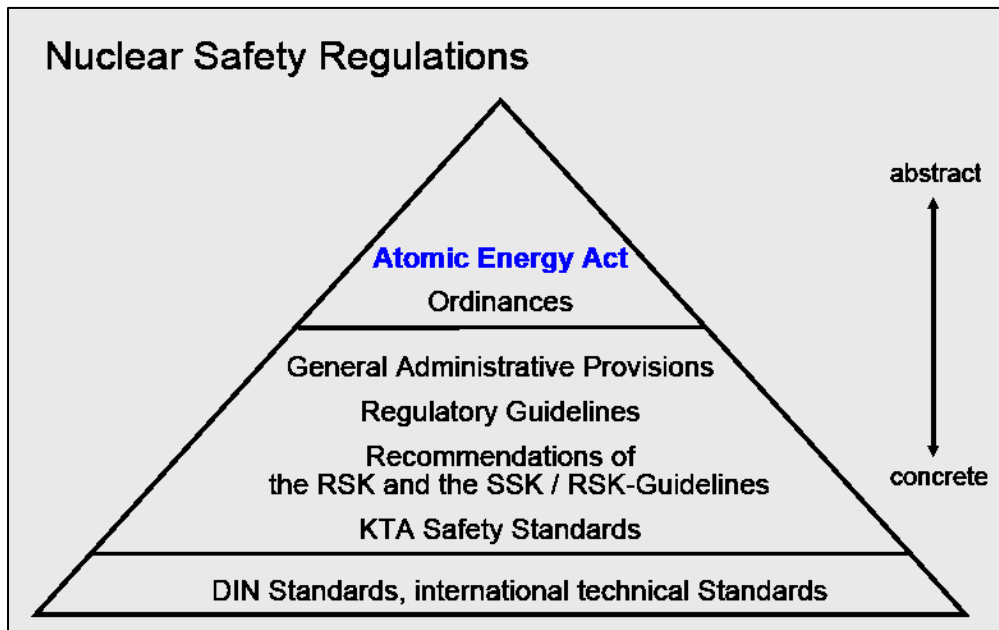 Nuclear Safety Regulations
abstract
Atomic Energy Act
Ordinances
General Administrative Provisions
Regulatory Guidelines
Recommendations of
the RSK and the SSK / RSK-Guidelines
concrete
KTA Safety Standards
DIN Standards, international technical Standards